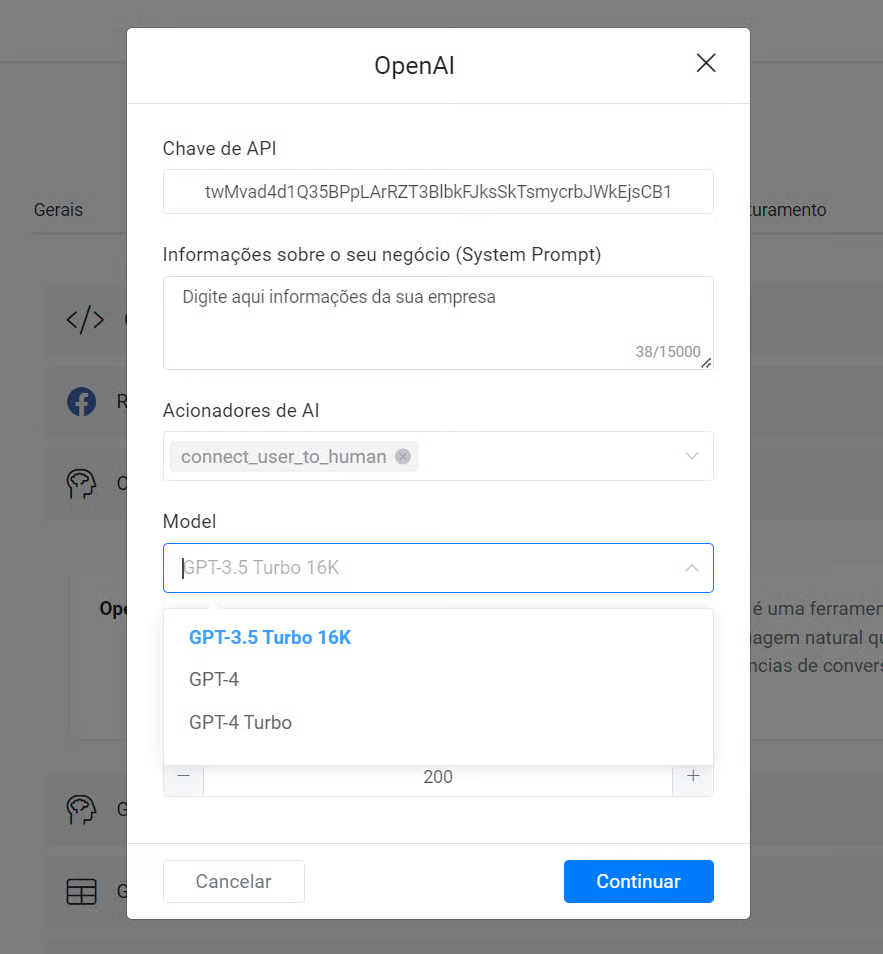 OpenAI
Chave de API
twMvad4d1Q35BPpLArRZT3BlbkFJksSkTsmycrbJWkEjsCB1
Gerais
turamento
Informações sobre o seu negócio (System Prompt)
Digite aqui informações da sua empresa
38/15000
Acionadores de AI
connect_user_to_human
Model
GPT-3.5 Turbo 16K
Ope
é uma ferramen
GPT-3.5 Turbo 16K
agem natural qu
ncias de convers
GPT-4
GPT-4 Turbo
200
Cancelar
Continuar